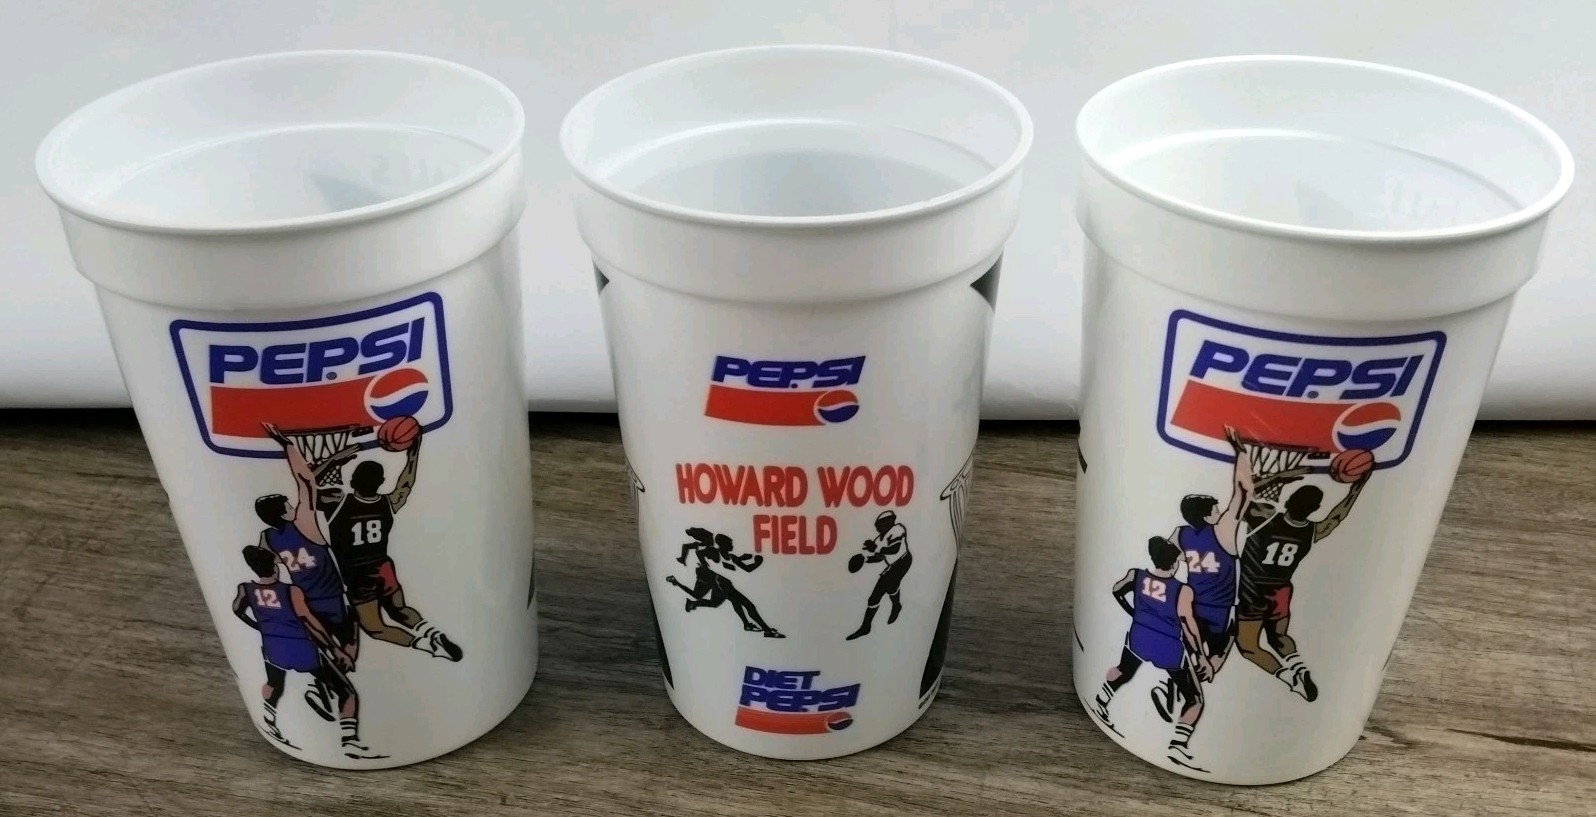 PEPSI
18
24
12
PEPSI
HOWARD WOOD
FIELD
DIET
PEPSI
PEPSI
18
24
12